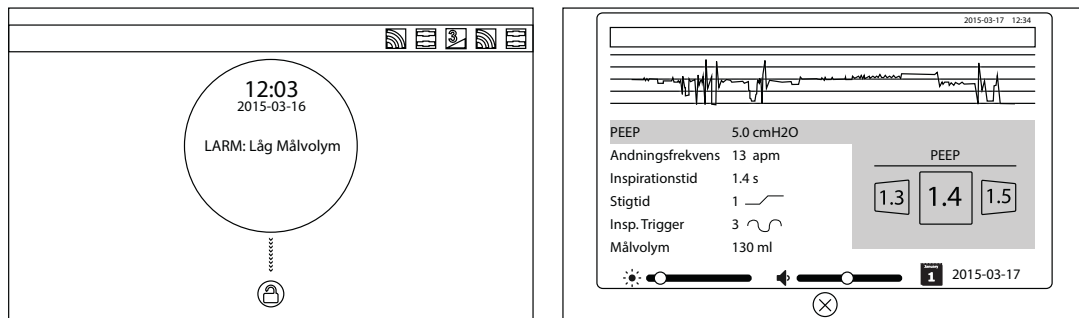 3
12:03
2015-03-16
LARM: Låg Målvolym
2015-03-17 12:34
PEEP 5.0 cmH2O
Andningsfrekvens 13 apm
Inspirationstid 1.4 s
Stigtid 1
Insp. Trigger 3
Målvolym 130 ml
PEEP
1.3 1.4 1.5
1 2015-03-17